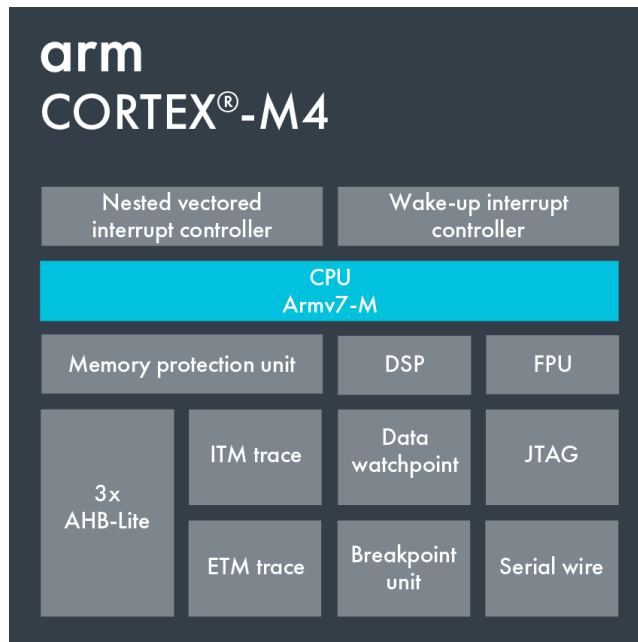 arm
CORTEX®-M4
Nested vectored
interrupt controller
Wake-up interrupt
controller
CPU
Armv7-M
Memory protection unit
DSP
FPU
3x
AHB-Lite
ITM trace
Data
watchpoint
JTAG
ETM trace
Breakpoint
unit
Serial wire